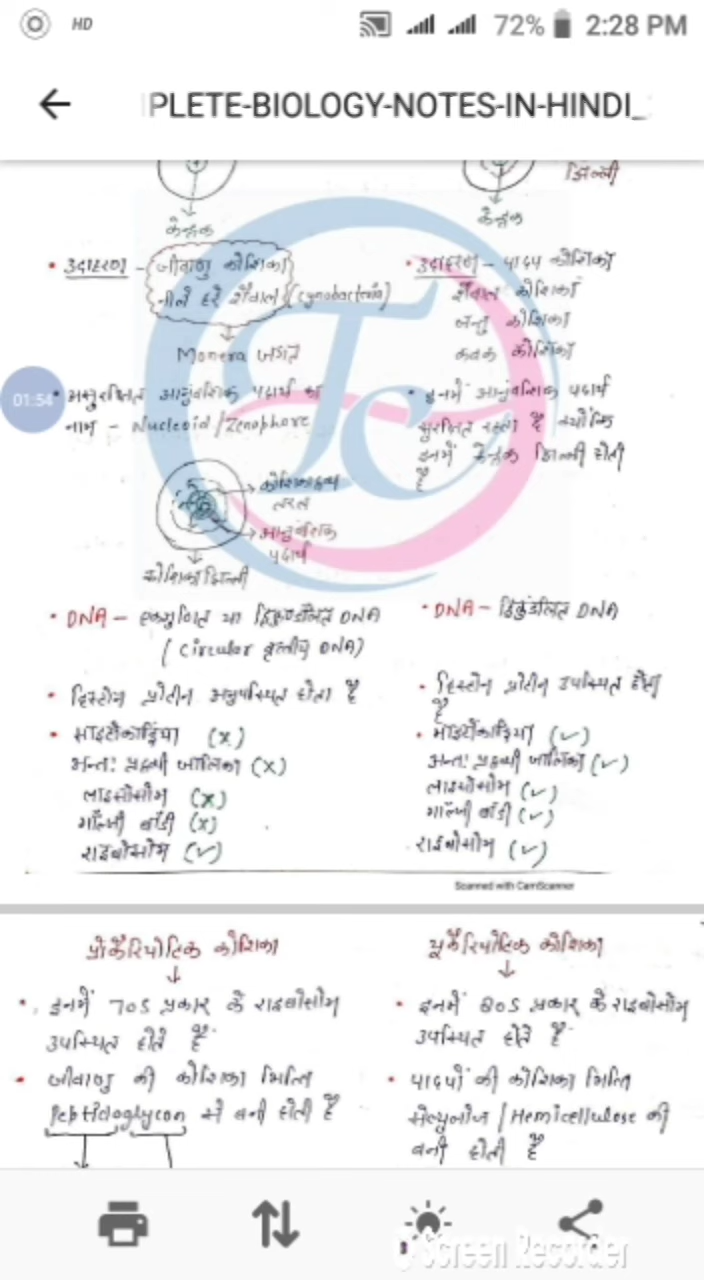 HD 72% 2:28 PM
PLETE-BIOLOGY-NOTES-IN-HINDI_
झिल्ली
केन्द्रक
केन्द्रक
• उदाहरण – जीवाणु कोशिका
नीले हरे शैवाल (Cynobacteria)
Monera जगत
• उदाहरण – पादप कोशिका
शैवाल कोशिका
जन्तु कोशिका
कवक कोशिका
01:54
• असुरक्षित आनुवंशिक पदार्थ का
नाम – Nucleoid/Zenophore
• इनमें आनुवंशिक पदार्थ
सुरक्षित रहता है क्योंकि
इनमें केन्द्रक झिल्ली होती
है
Tc
कोशिकाद्रव्य
तरल
आनुवंशिक
पदार्थ
कोशिका झिल्ली
• DNA – द्विकुण्डलित DNA
( Circular वृत्तीय DNA)
• DNA – द्विकुंडलित DNA
• हिस्टोन प्रोटीन अनुपस्थित होता है
• माइटोकांड्रिया (x)
अन्तः प्रद्रव्यी जालिका (x)
लाइसोसोम (x)
गॉल्जी बॉडी (x)
राइबोसोम (✓)
• हिस्टोन प्रोटीन उपस्थित होता
है
• माइटोकांड्रिया (✓)
अन्तः प्रद्रव्यी जालिका (✓)
लाइसोसोम (✓)
गॉल्जी बॉडी (✓)
राइबोसोम (✓)
Scanned with CamScanner
प्रोकैरियोटिक कोशिका
• इनमें 70S प्रकार के राइबोसोम
उपस्थित होते हैं
• जीवाणु की कोशिका भित्ति
Peptidoglycan से बनी होती है
यूकैरियोटिक कोशिका
• इनमें 80S प्रकार के राइबोसोम
उपस्थित होते हैं
• पादपों की कोशिका भित्ति
सेल्युलोज / Hemicellulose की
बनी होती है
Screen Recorder